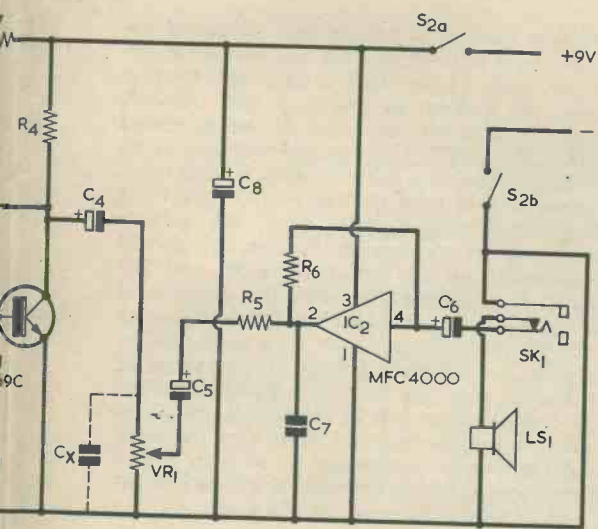 S2a
+9V
R4
−
C4
+
+
C8
S2b
R6
R5
2
3
IC2
4
C6
+
1
MFC4000
SK1
+
C5
9C
CX
VR1
C7
LS1